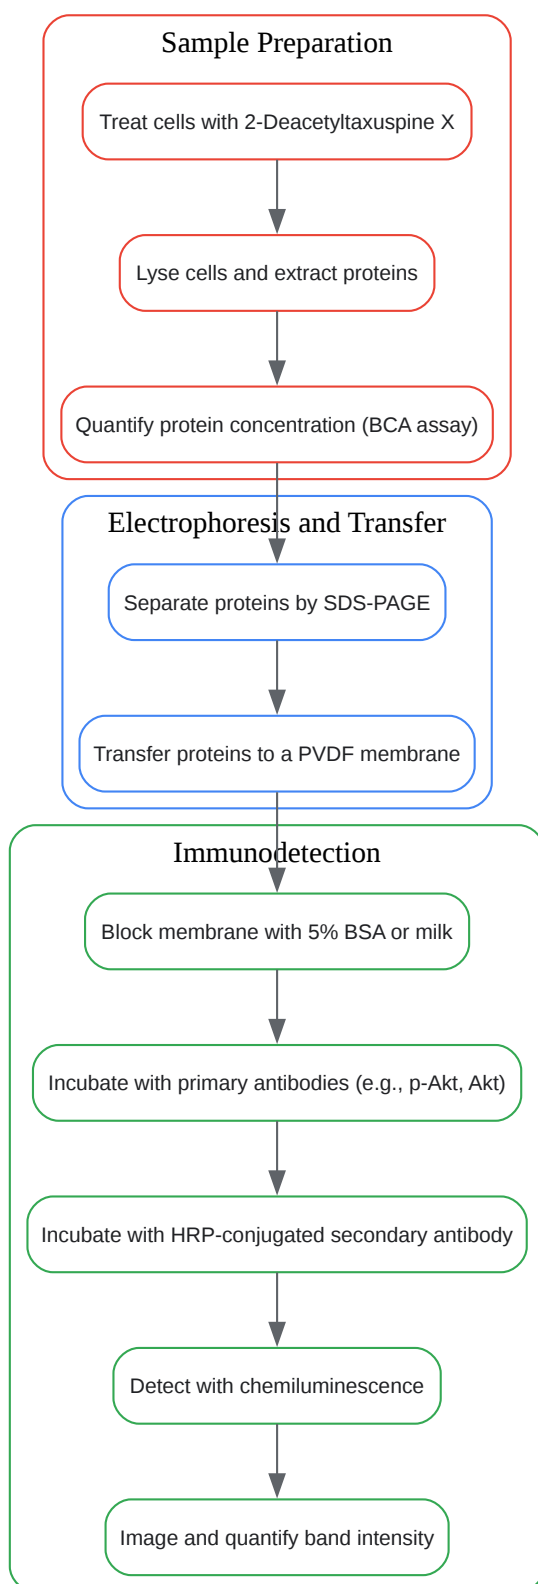 Sample Preparation
Treat cells with 2-Deacetyltaxuspine X
Lyse cells and extract proteins
Quantify protein concentration (BCA assay)
Electrophoresis and Transfer
Separate proteins by SDS-PAGE
Transfer proteins to a PVDF membrane
Immunodetection
Block membrane with 5% BSA or milk
Incubate with primary antibodies (e.g., p-Akt, Akt)
Incubate with HRP-conjugated secondary antibody
Detect with chemiluminescence
Image and quantify band intensity